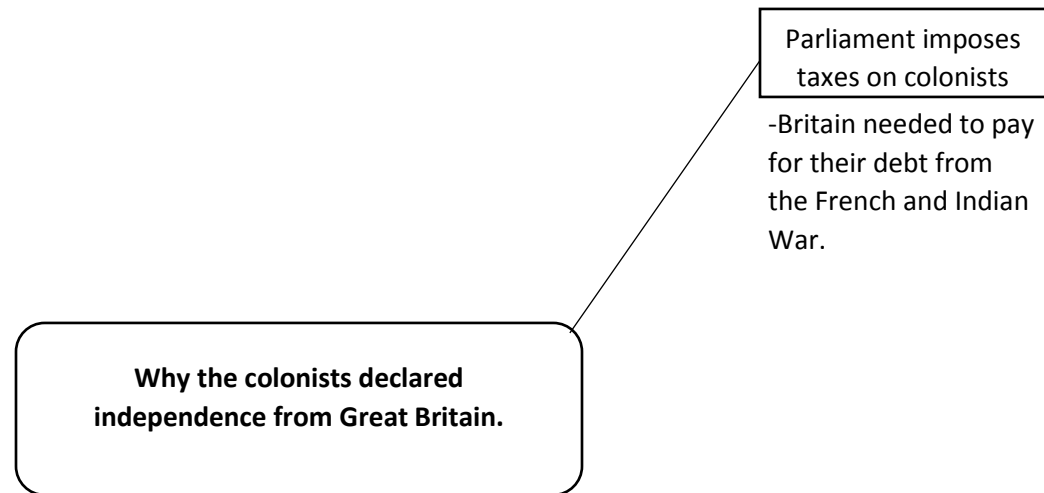 Parliament imposes
taxes on colonists
-Britain needed to pay
for their debt from
the French and Indian
War.
Why the colonists declared
independence from Great Britain.